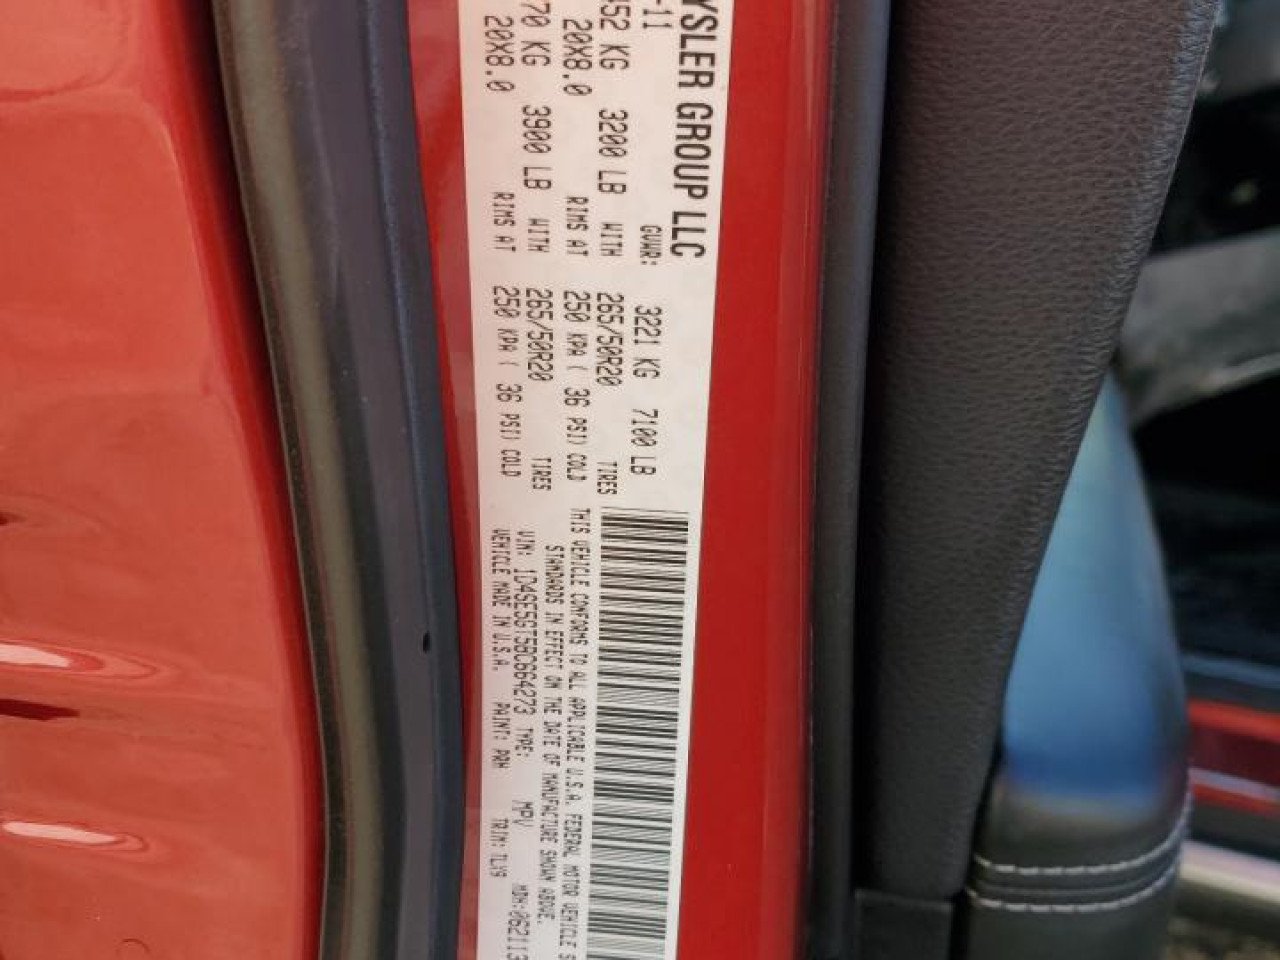 YSLER GROUP LLC
-11 GVWR: 3221 KG 7100 LB
452 KG 3200 LB WITH 265/50R20 TIRES
20X8.0 RIMS AT 250 KPA ( 36 PSI) COLD
70 KG 3900 LB WITH 265/50R20 TIRES
20X8.0 RIMS AT 250 KPA ( 36 PSI) COLD
THIS VEHICLE CONFORMS TO ALL APPLICABLE U.S.A. FEDERAL MOTOR VEHICLE S
STANDARDS IN EFFECT ON THE DATE OF MANUFACTURE SHOWN ABOVE.
VIN: 1D4SE5GT5BC664273 TYPE: MPV MDH:062113
VEHICLE MADE IN U.S.A. PAINT: PRH TRIM: TLX9